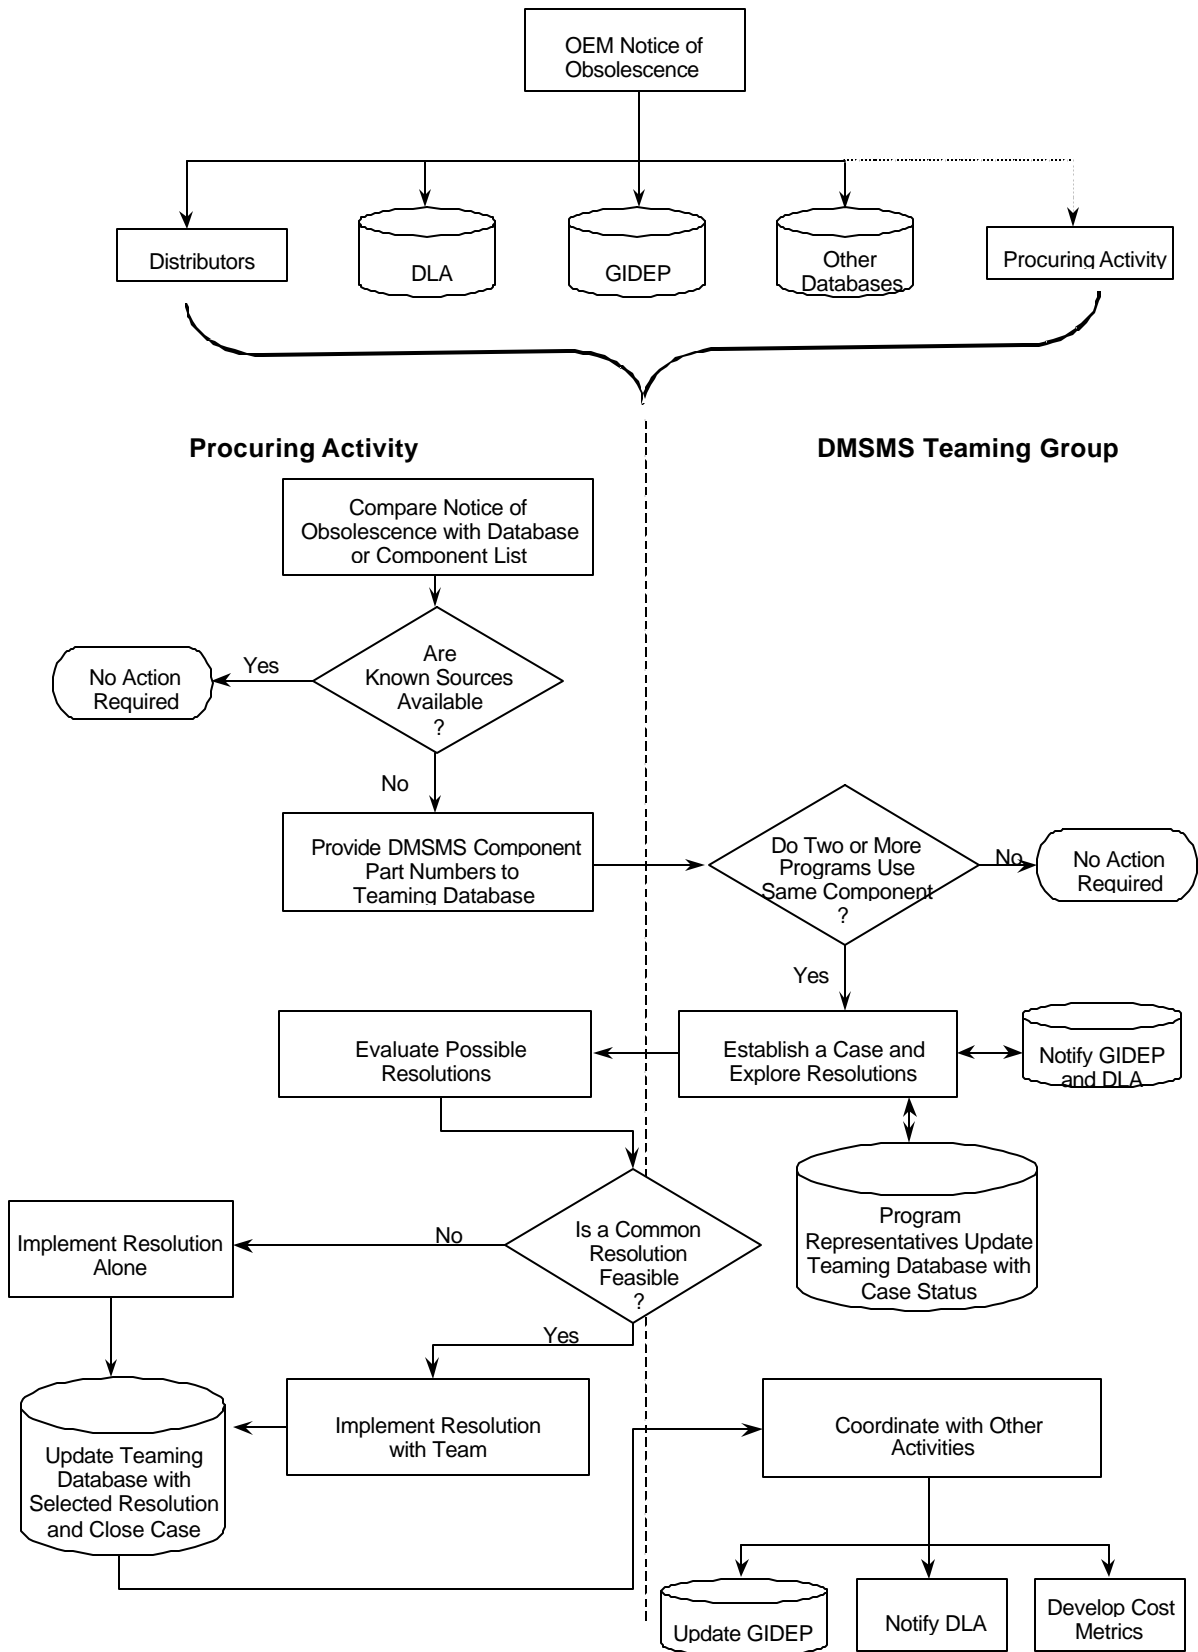 OEM Notice of
Obsolescence
Distributors
DLA
GIDEP
Other
Databases
Procuring Activity
Procuring Activity
DMSMS Teaming Group
Compare Notice of
Obsolescence with Database
or Component List
Are
Known Sources
Available
?
Yes
No Action
Required
No
Provide DMSMS Component
Part Numbers to
Teaming Database
Do Two or More
Programs Use
Same Component
?
No
No Action
Required
Yes
Evaluate Possible
Resolutions
Establish a Case and
Explore Resolutions
Notify GIDEP
and DLA
Program
Representatives Update
Teaming Database with
Case Status
Is a Common
Resolution
Feasible
?
No
Implement Resolution
Alone
Yes
Implement Resolution
with Team
Update Teaming
Database with
Selected Resolution
and Close Case
Coordinate with Other
Activities
Update GIDEP
Notify DLA
Develop Cost
Metrics